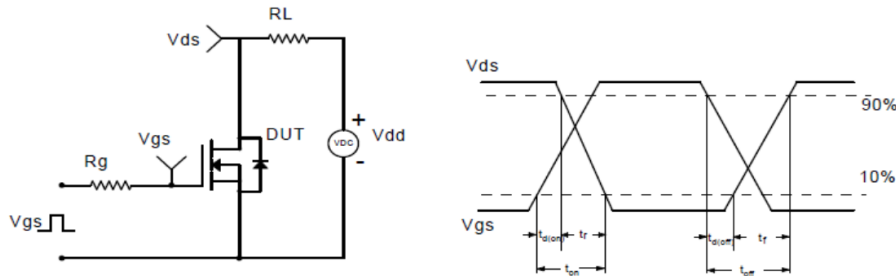 RL
Vds
Vgs
DUT
+
VDC
-
Vdd
Rg
Vgs
Vds
90%
10%
Vgs
td(on)
tr
td(off)
tf
ton
toff